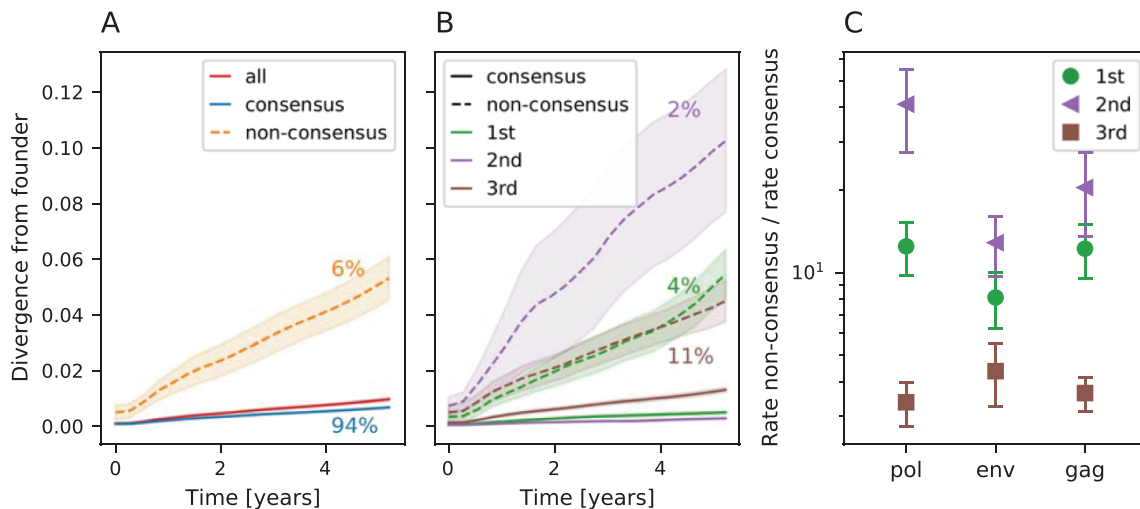 A
Divergence from founder
0.12
0.10
0.08
0.06
0.04
0.02
0.00
all
consensus
non-consensus
6%
94%
0
2
4
Time [years]
B
consensus
non-consensus
1st
2nd
3rd
2%
4%
11%
0
2
4
Time [years]
C
Rate non-consensus / rate consensus
10¹
1st
2nd
3rd
pol
env
gag